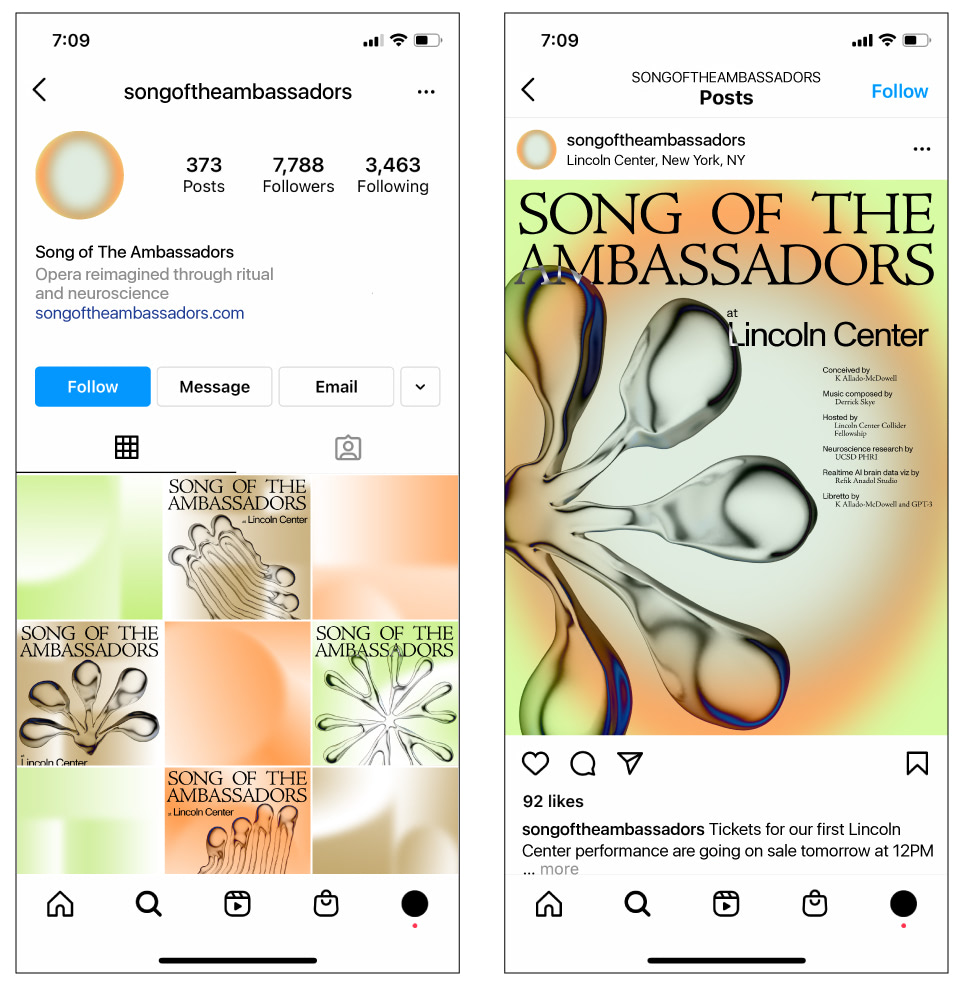 7:09
songoftheambassadors
373
Posts
7,788
Followers
3,463
Following
Song of The Ambassadors
Opera reimagined through ritual
and neuroscience
songoftheambassadors.com
Follow
Message
Email
SONG OF THE
AMBASSADORS
at Lincoln Center
SONG OF THE
AMBASSADORS
at
Lincoln Center
SONG OF THE
AMBASSADORS
SONG OF THE
AMBASSADORS
at Lincoln Center
7:09
SONGOFTHEAMBASSADORS
Posts
Follow
songoftheambassadors
Lincoln Center, New York, NY
SONG OF THE
AMBASSADORS
at
Lincoln Center
Conceived by
K Allado-McDowell
Music composed by
Derrick Skye
Hosted by
Lincoln Center Collider
Fellowship
Neuroscience research by
UCSD PHRI
Realtime AI brain data viz by
Refik Anadol Studio
Libretto by
K Allado-McDowell and GPT-3
92 likes
songoftheambassadors Tickets for our first Lincoln
Center performance are going on sale tomorrow at 12PM
... more